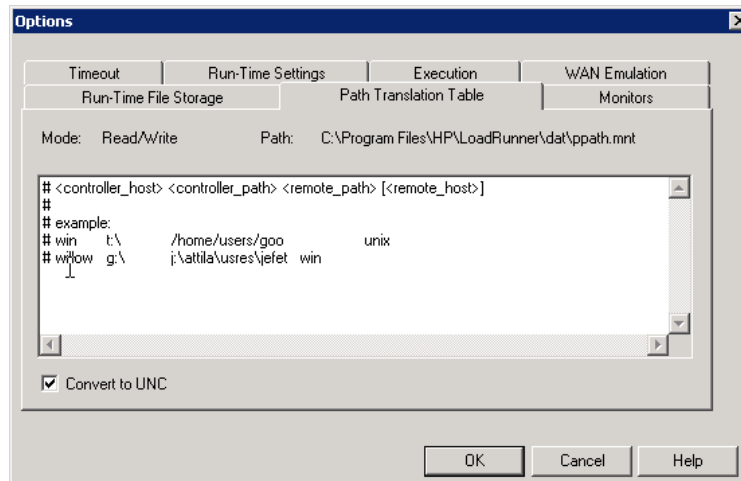 Options
Timeout Run-Time Settings Execution WAN Emulation
Run-Time File Storage Path Translation Table Monitors
Mode: Read/Write Path: C:\Program Files\HP\LoadRunner\dat\ppath.mnt
# <controller_host> <controller_path> <remote_path> [<remote_host>]
#
# example:
# win t:\ /home/users/goo unix
# willow g:\ j:\attila\usres\jefet win
Convert to UNC
OK Cancel Help